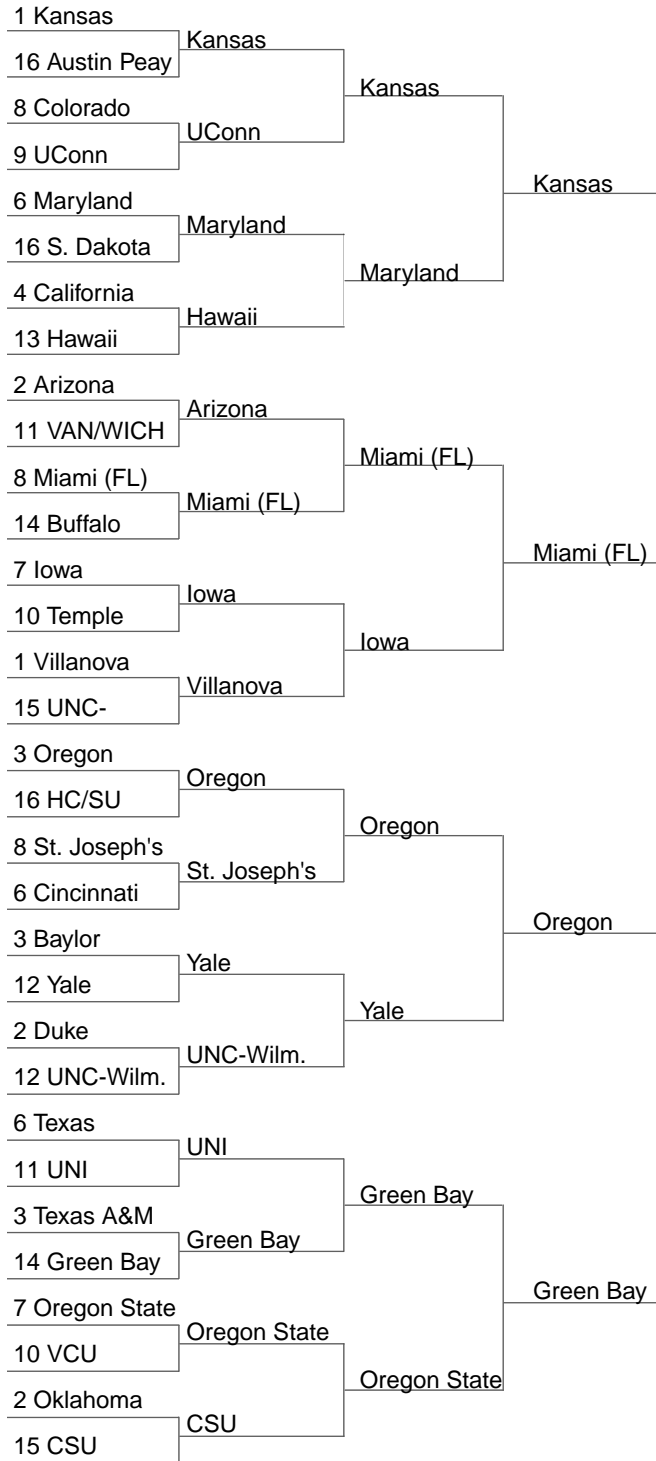 1 Kansas
16 Austin Peay
8 Colorado
9 UConn
6 Maryland
16 S. Dakota
4 California
13 Hawaii
2 Arizona
11 VAN/WICH
8 Miami (FL)
14 Buffalo
7 Iowa
10 Temple
1 Villanova
15 UNC-
3 Oregon
16 HC/SU
8 St. Joseph's
6 Cincinnati
3 Baylor
12 Yale
2 Duke
12 UNC-Wilm.
6 Texas
11 UNI
3 Texas A&M
14 Green Bay
7 Oregon State
10 VCU
2 Oklahoma
15 CSU
Kansas
UConn
Maryland
Hawaii
Arizona
Miami (FL)
Iowa
Villanova
Oregon
St. Joseph's
Yale
UNC-Wilm.
UNI
Green Bay
Oregon State
CSU
Kansas
Maryland
Miami (FL)
Iowa
Oregon
Yale
Green Bay
Oregon State
Kansas
Miami (FL)
Oregon
Green Bay